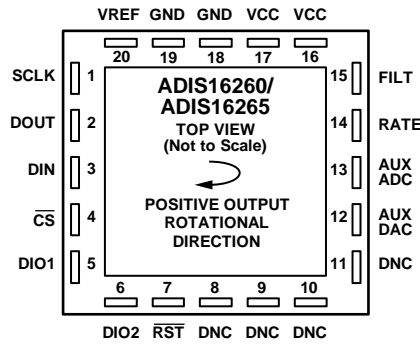 VREF GND GND VCC VCC
20 19 18 17 16
SCLK 1
DOUT 2
DIN 3
CS 4
DIO1 5
ADIS16260/
ADIS16265
TOP VIEW
(Not to Scale)
POSITIVE OUTPUT
ROTATIONAL
DIRECTION
15 FILT
14 RATE
13 AUX
ADC
12 AUX
DAC
11 DNC
6 7 8 9 10
DIO2 RST DNC DNC DNC